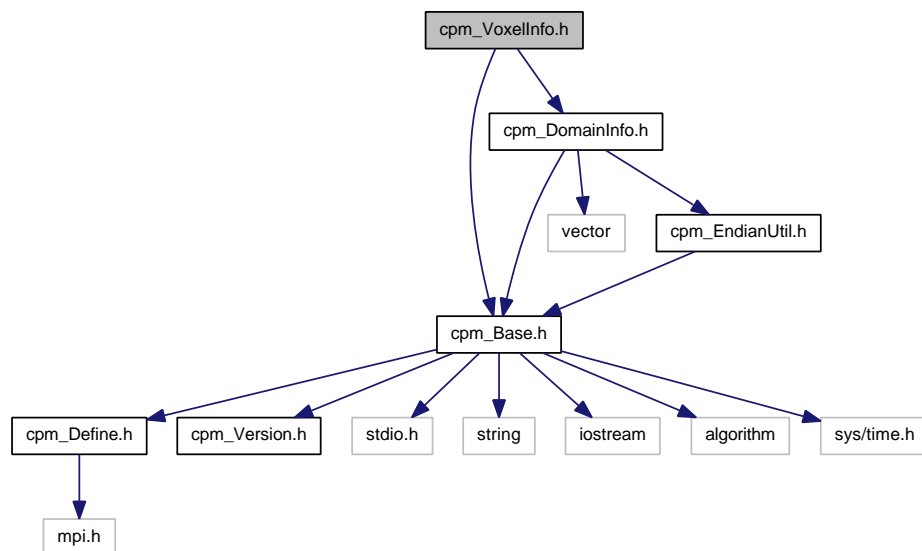 cpm_VoxelInfo.h
cpm_DomainInfo.h
vector
cpm_EndianUtil.h
cpm_Base.h
cpm_Define.h
cpm_Version.h
stdio.h
string
iostream
algorithm
sys/time.h
mpi.h